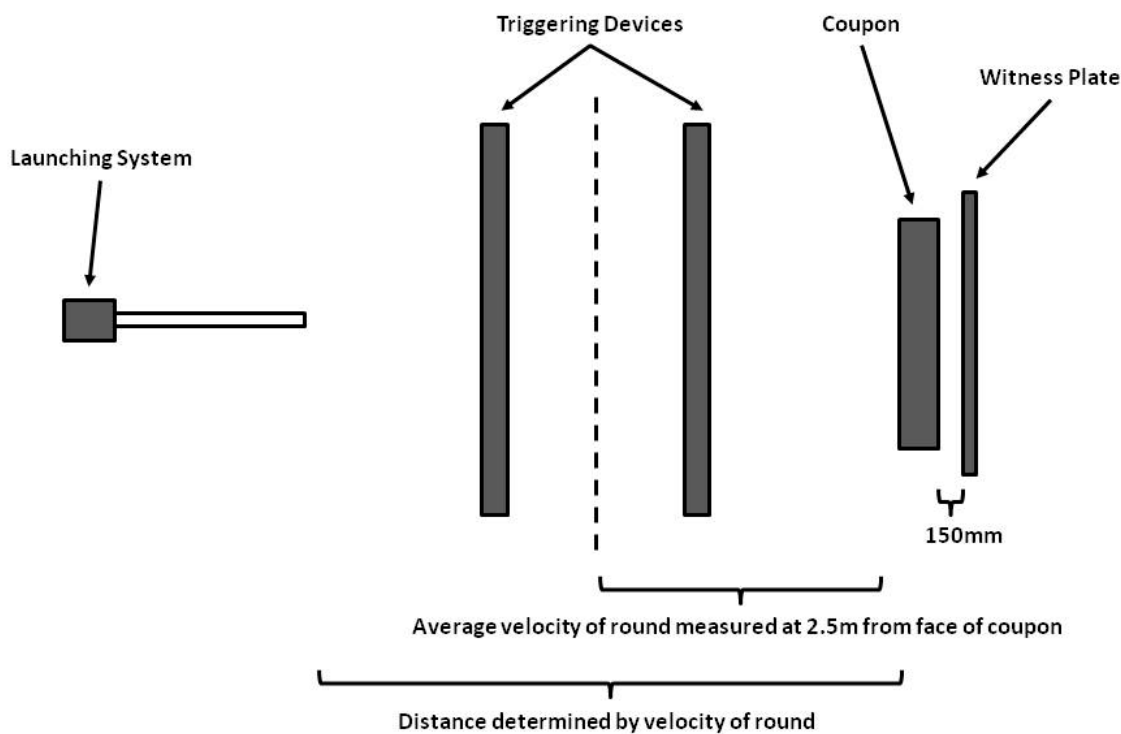 Triggering Devices
Coupon
Witness Plate
Launching System
150mm
Average velocity of round measured at 2.5m from face of coupon
Distance determined by velocity of round